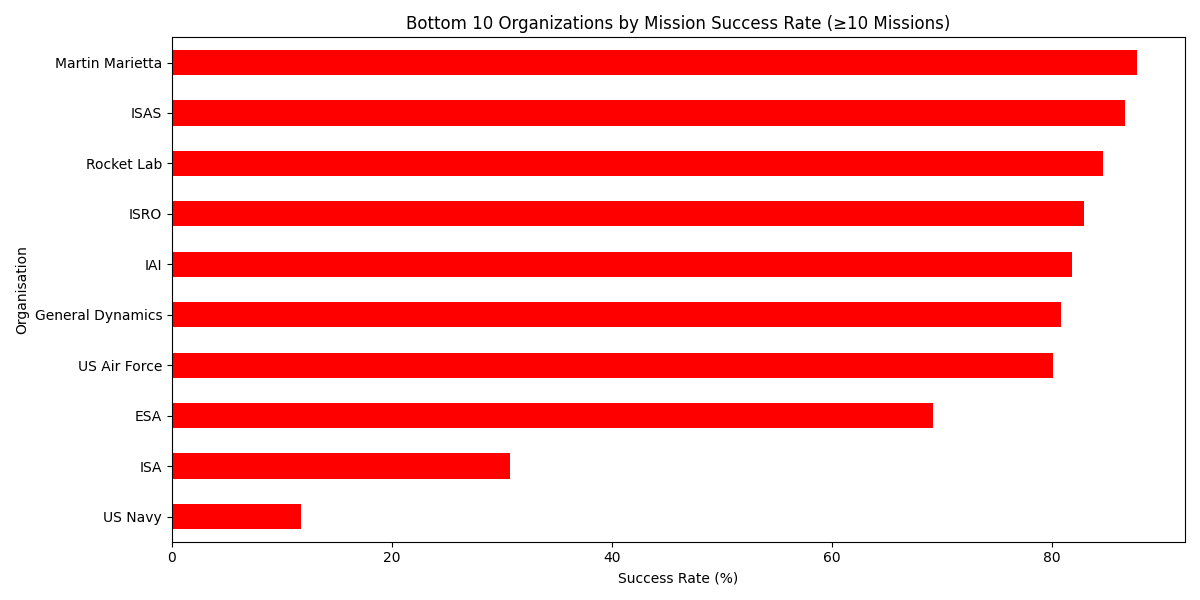 Bottom 10 Organizations by Mission Success Rate (≥10 Missions)
Martin Marietta
ISAS
Rocket Lab
ISRO
IAI
General Dynamics
US Air Force
ESA
ISA
US Navy
Organisation
0 20 40 60 80
Success Rate (%)